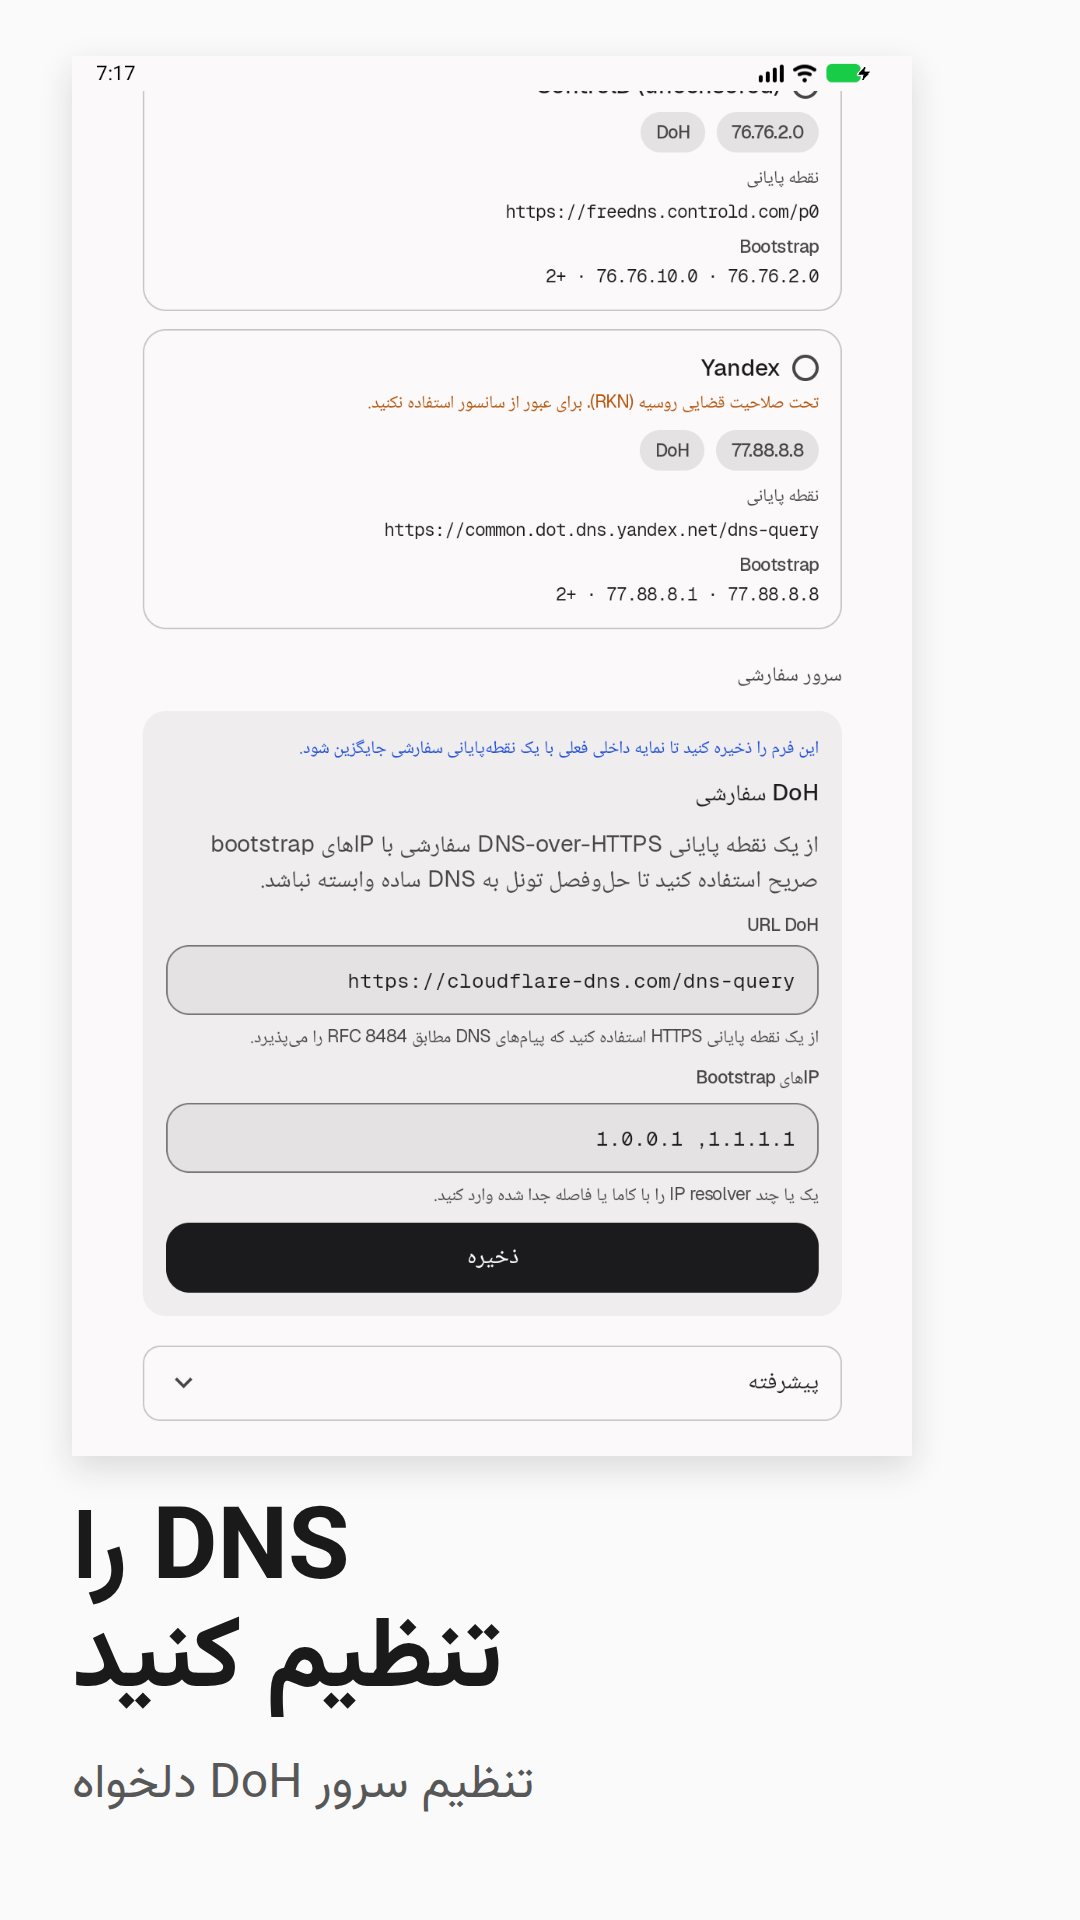 7:17
ControlD (uncensored)
76.76.2.0 DoH
نقطه پایانی
https://freedns.controld.com/p0
Bootstrap
76.76.2.0 · 76.76.10.0 · +2
Yandex
تحت صلاحیت قضایی روسیه (RKN). برای عبور از سانسور استفاده نکنید.
77.88.8.8 DoH
نقطه پایانی
https://common.dot.dns.yandex.net/dns-query
Bootstrap
77.88.8.8 · 77.88.8.1 · +2
سرور سفارشی
این فرم را ذخیره کنید تا نمایه داخلی فعلی با یک نقطه‌پایانی سفارشی جایگزین شود.
DoH سفارشی
از یک نقطه پایانی DNS-over-HTTPS سفارشی با IPهای bootstrap
صریح استفاده کنید تا حل‌وفصل تونل به DNS ساده وابسته نباشد.
URL DoH
https://cloudflare-dns.com/dns-query
از یک نقطه پایانی HTTPS استفاده کنید که پیام‌های DNS مطابق RFC 8484 را می‌پذیرد.
IPهای Bootstrap
1.1.1.1, 1.0.0.1
یک یا چند IP resolver را با کاما یا فاصله جدا شده وارد کنید.
ذخیره
پیشرفته
DNS را
تنظیم کنید
تنظیم سرور DoH دلخواه